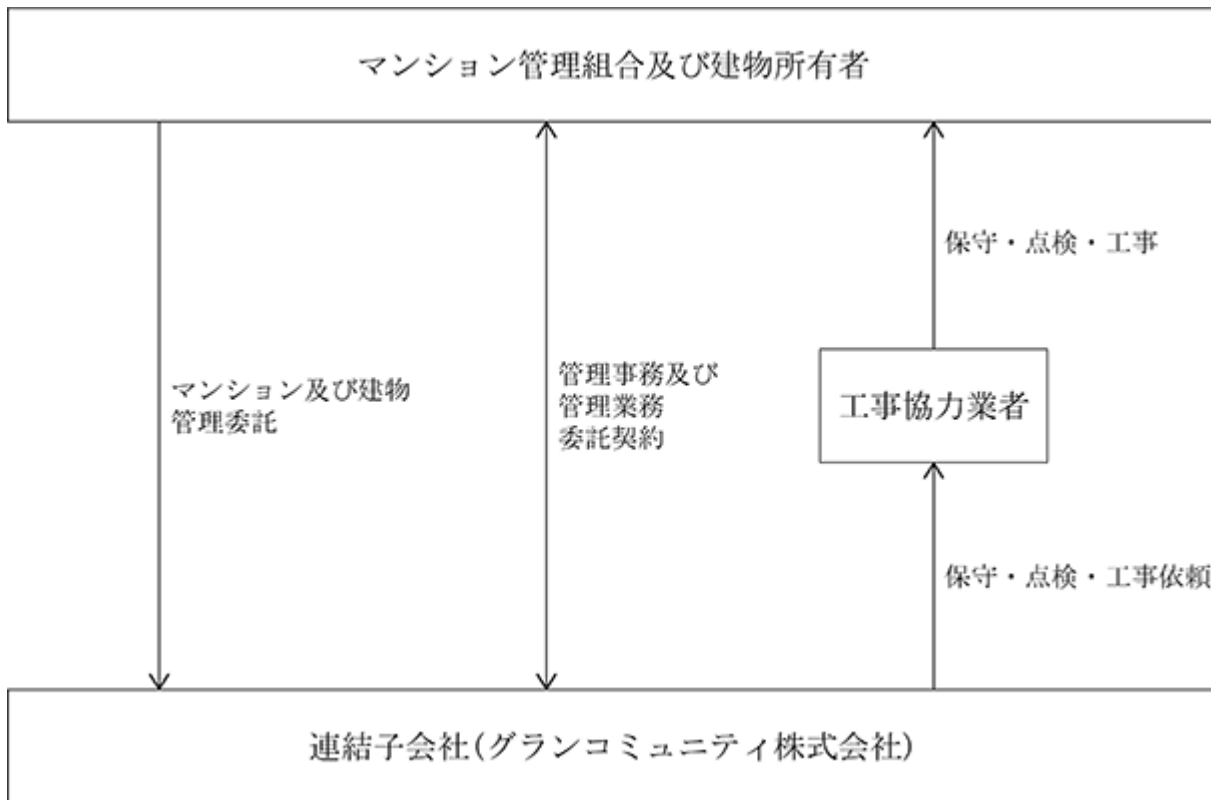 マンション管理組合及び建物所有者
保守・点検・工事
マンション及び建物
管理委託
管理事務及び
管理業務
委託契約
工事協力業者
保守・点検・工事依頼
連結子会社(グランコミュニティ株式会社)